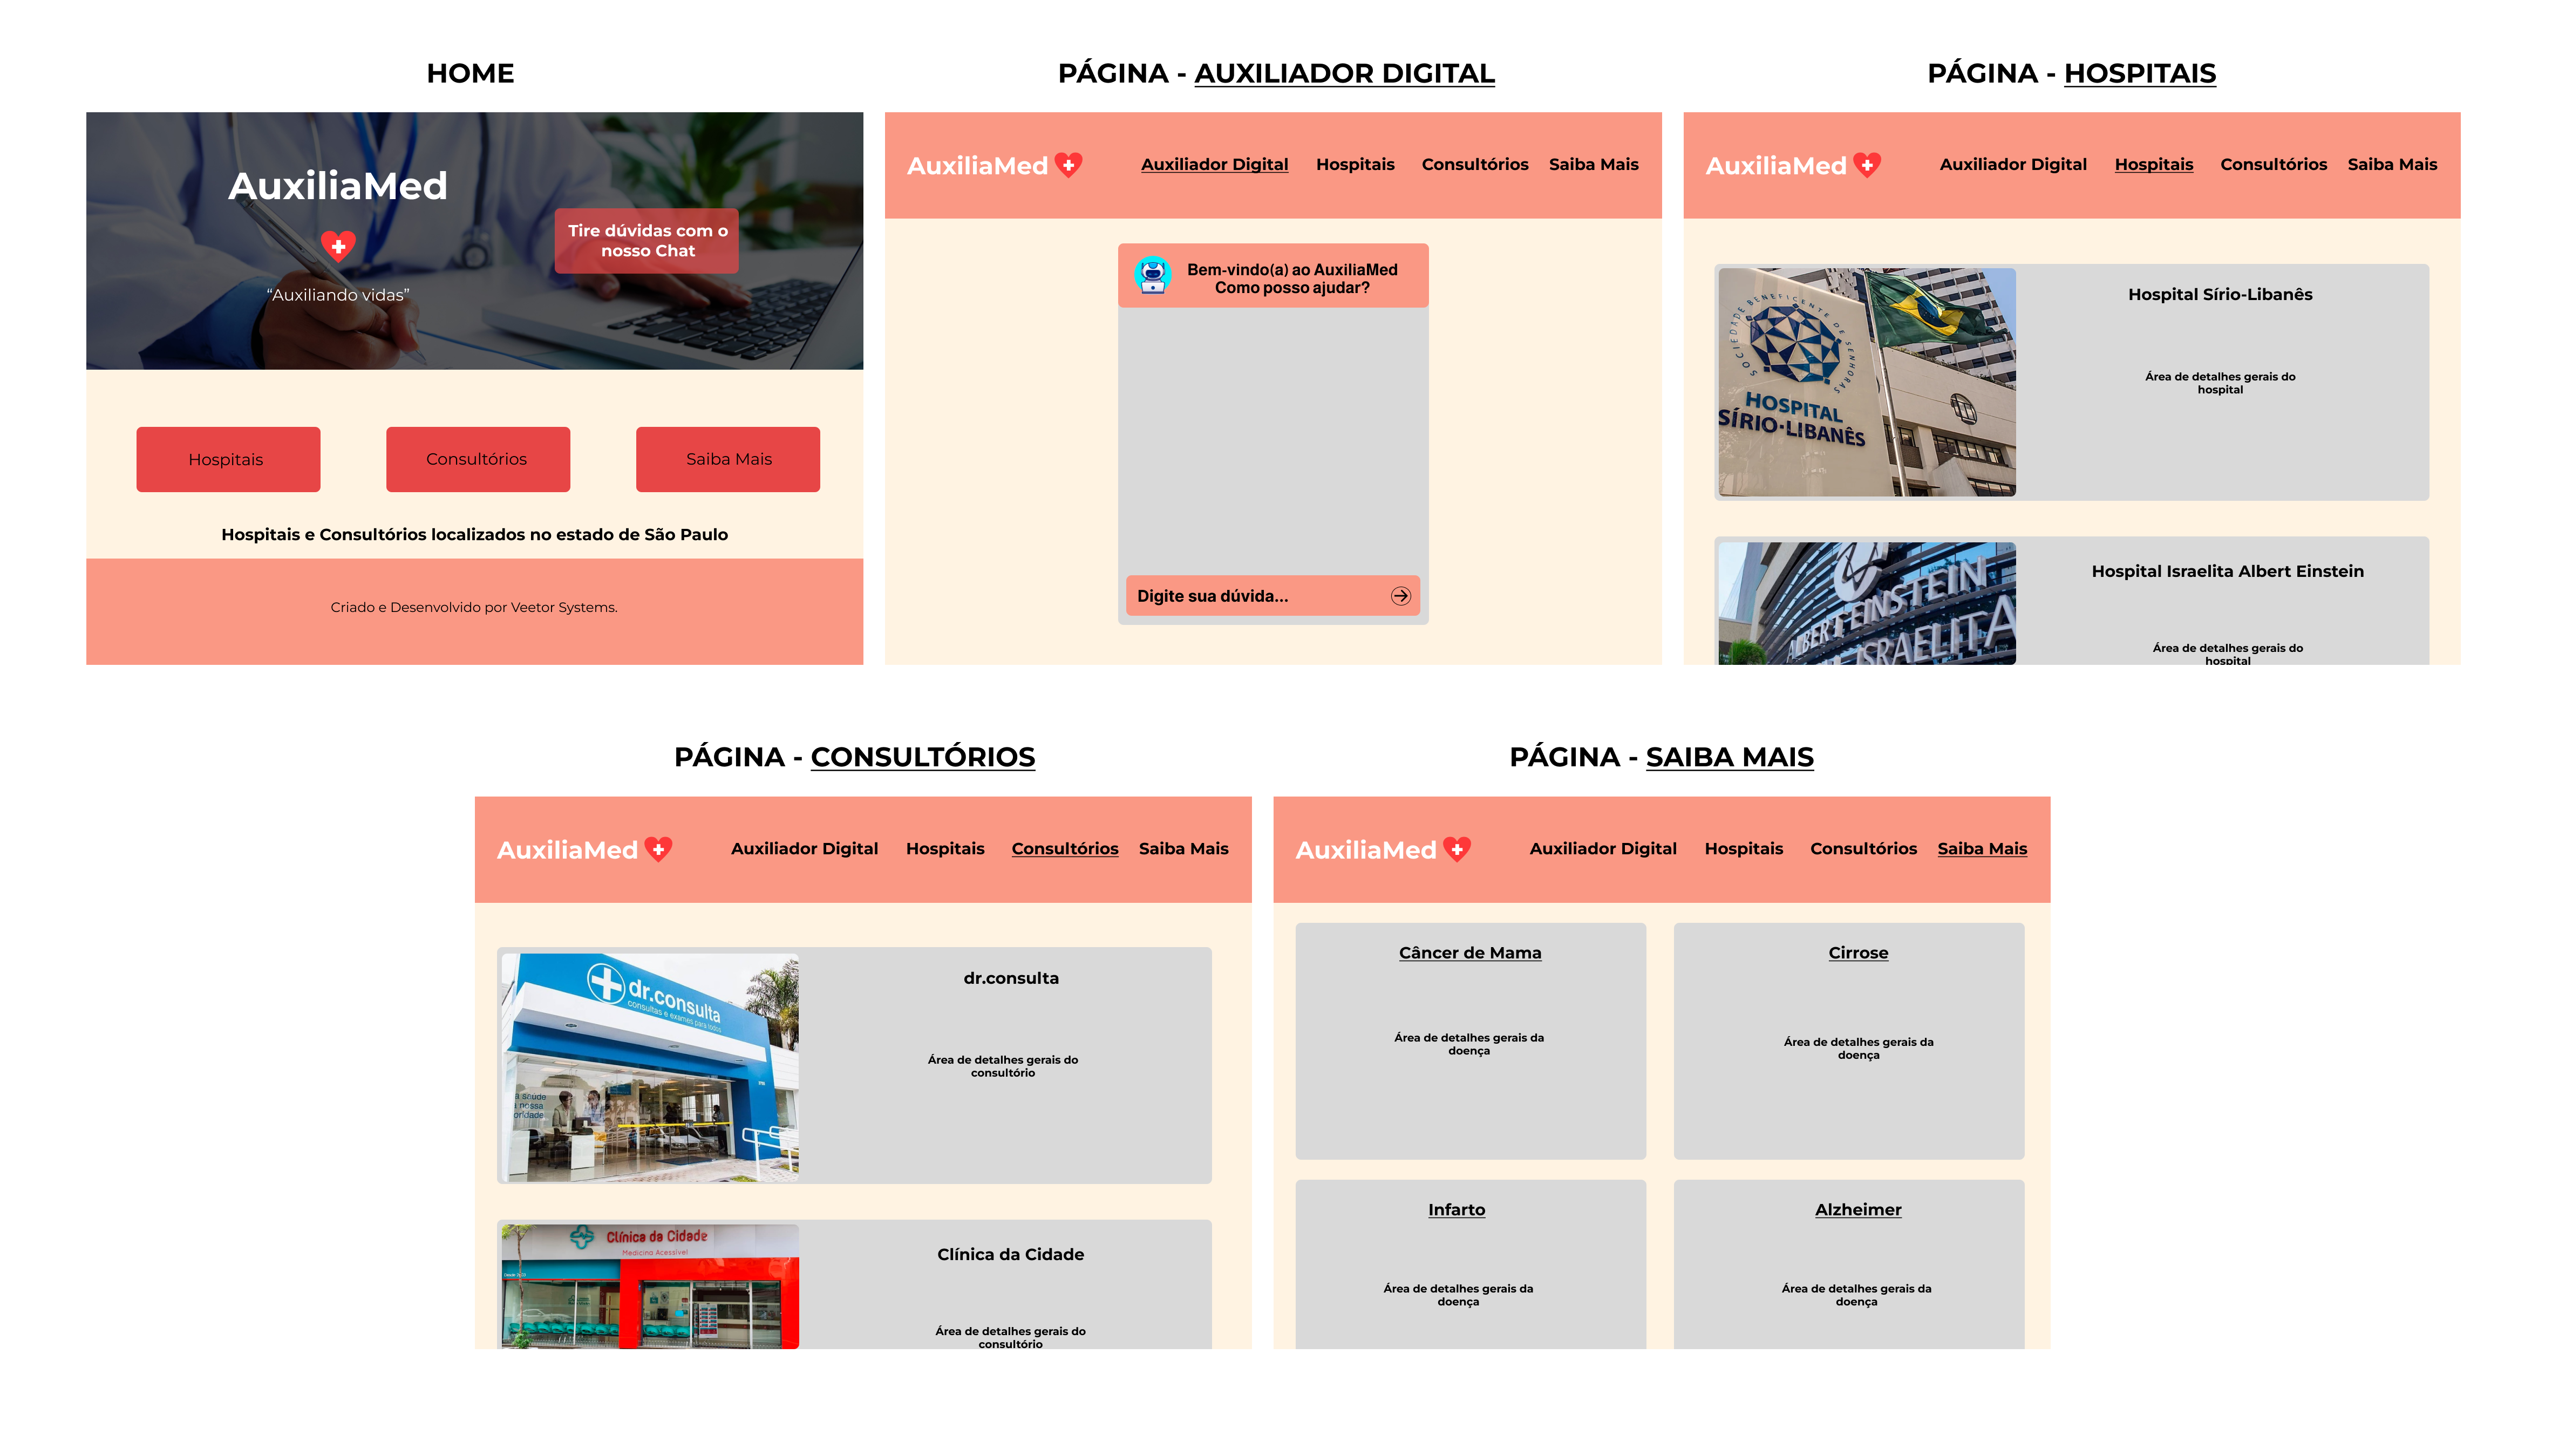 HOME
AuxiliaMed
“Auxiliando vidas”
Tire dúvidas com o
nosso Chat
Hospitais
Consultórios
Saiba Mais
Hospitais e Consultórios localizados no estado de São Paulo
Criado e Desenvolvido por Veetor Systems.
PÁGINA - AUXILIADOR DIGITAL
AuxiliaMed
Auxiliador Digital
Hospitais
Consultórios
Saiba Mais
Bem-vindo(a) ao AuxiliaMed
Como posso ajudar?
Digite sua dúvida...
PÁGINA - HOSPITAIS
AuxiliaMed
Auxiliador Digital
Hospitais
Consultórios
Saiba Mais
SOCIEDADE BENEFICENTE DE SENHORAS
HOSPITAL
SÍRIO-LIBANÊS
Hospital Sírio-Libanês
Área de detalhes gerais do
hospital
EINSTEIN
ALBERT EINSTEIN
ISRAELITA
Hospital Israelita Albert Einstein
Área de detalhes gerais do
hospital
PÁGINA - CONSULTÓRIOS
AuxiliaMed
Auxiliador Digital
Hospitais
Consultórios
Saiba Mais
dr.consulta
consultas e exames para todos
a saúde
nossa
oridade
dr.consulta
Área de detalhes gerais do
consultório
Clínica da Cidade
Medicina Acessível
Clínica da Cidade
Área de detalhes gerais do
consultório
PÁGINA - SAIBA MAIS
AuxiliaMed
Auxiliador Digital
Hospitais
Consultórios
Saiba Mais
Câncer de Mama
Área de detalhes gerais da
doença
Cirrose
Área de detalhes gerais da
doença
Infarto
Área de detalhes gerais da
doença
Alzheimer
Área de detalhes gerais da
doença